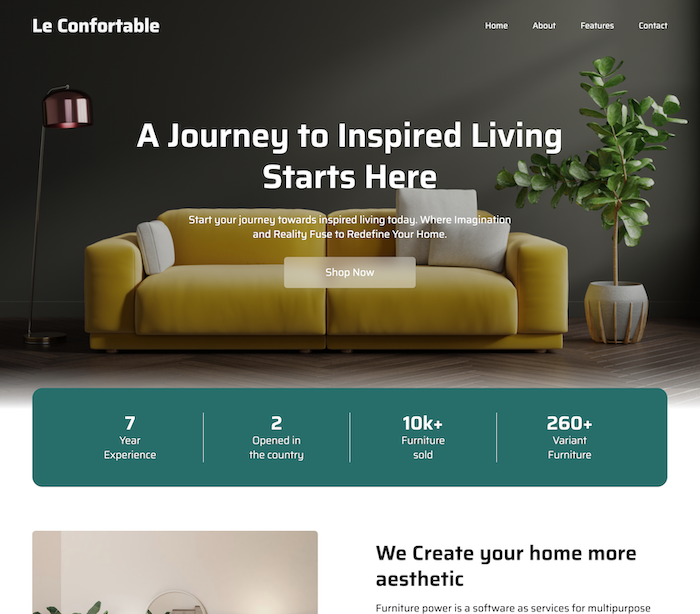 Le Confortable
Home About Features Contact
A Journey to Inspired Living
Starts Here
Start your journey towards inspired living today. Where Imagination
and Reality Fuse to Redefine Your Home.
Shop Now
7
Year
Experience
2
Opened in
the country
10k+
Furniture
sold
260+
Variant
Furniture
We Create your home more
aesthetic
Furniture power is a software as services for multipurpose